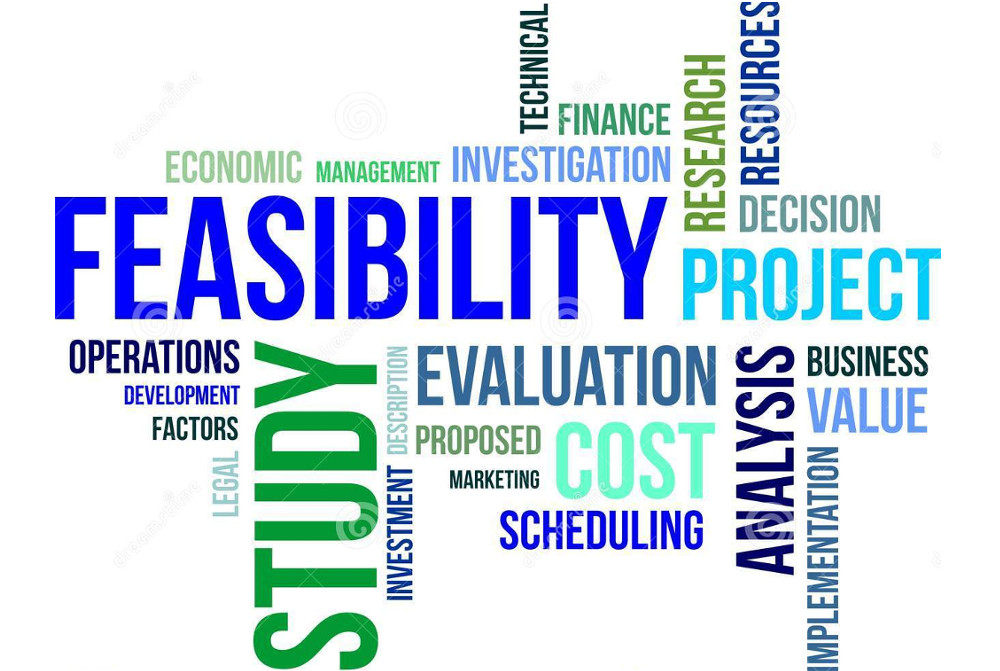 TECHNICAL
RESOURCES
RESEARCH
FINANCE
ECONOMIC
MANAGEMENT
INVESTIGATION
DECISION
FEASIBILITY
PROJECT
OPERATIONS
STUDY
DESCRIPTION
EVALUATION
ANALYSIS
BUSINESS
DEVELOPMENT
VALUE
FACTORS
PROPOSED
COST
LEGAL
MARKETING
INVESTMENT
IMPLEMENTATION
SCHEDULING